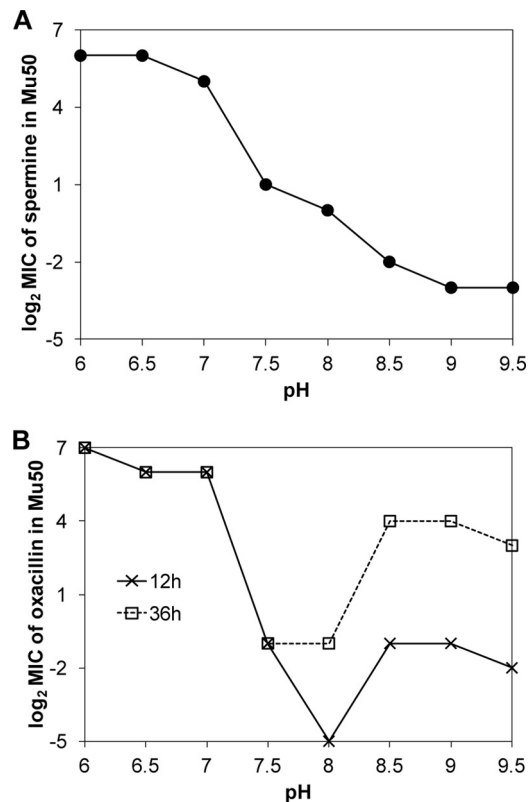 A
log₂ MIC of spermine in Mu50
7
4
1
-2
-5
6 6.5 7 7.5 8 8.5 9 9.5
pH
B
log₂ MIC of oxacillin in Mu50
7
4
1
-2
-5
12h
36h
6 6.5 7 7.5 8 8.5 9 9.5
pH